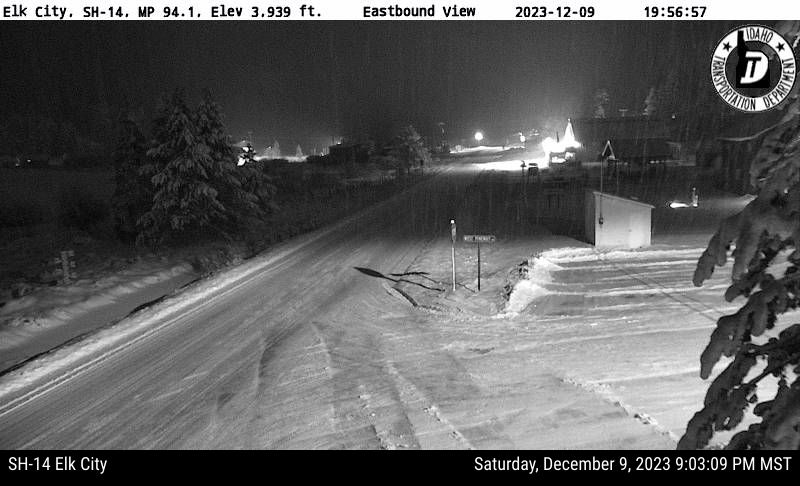 Elk City, SH-14, MP 94.1, Elev 3,939 ft. Eastbound View 2023-12-09 19:56:57
IDAHO
TRANSPORTATION DEPARTMENT
SH-14 Elk City Saturday, December 9, 2023 9:03:09 PM MST